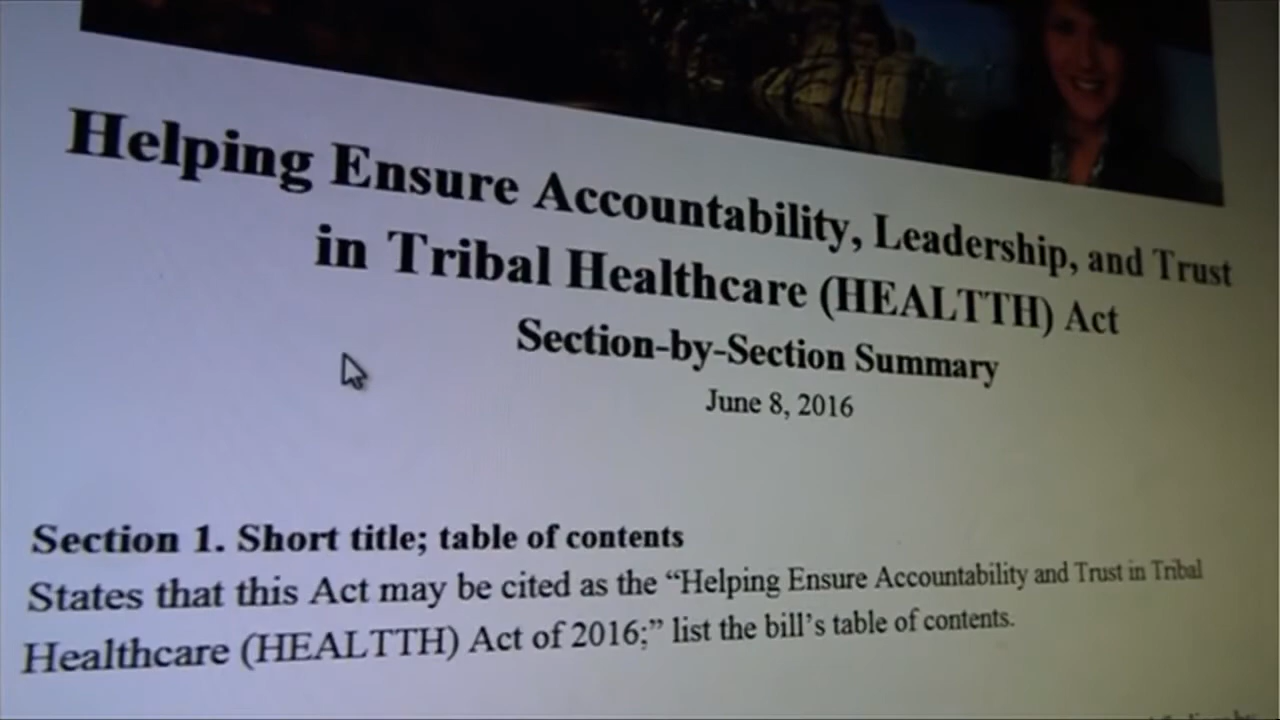 Helping Ensure Accountability, Leadership, and Trust
in Tribal Healthcare (HEALTTH) Act
Section-by-Section Summary
June 8, 2016
Section 1. Short title; table of contents
States that this Act may be cited as the “Helping Ensure Accountability and Trust in Tribal
Healthcare (HEALTTH) Act of 2016;” list the bill’s table of contents.